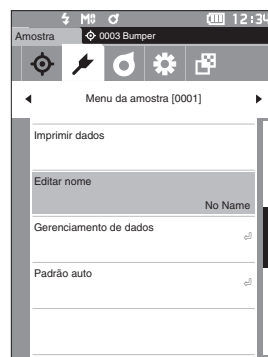 M 12:34
Amostra 0003 Bumper
Menu da amostra [0001]
Imprimir dados
Editar nome
No Name
Gerenciamento de dados
Padrão auto